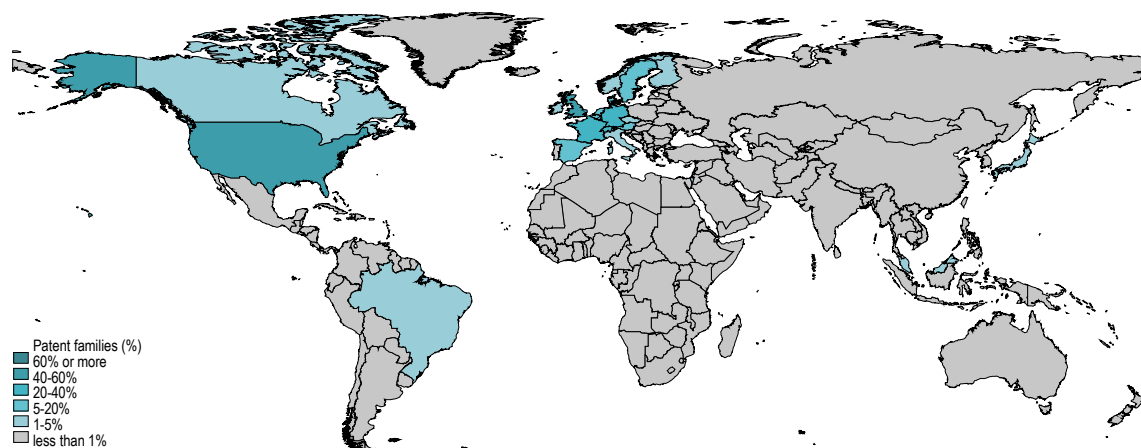 Patent families (%)
60% or more
40-60%
20-40%
5-20%
1-5%
less than 1%